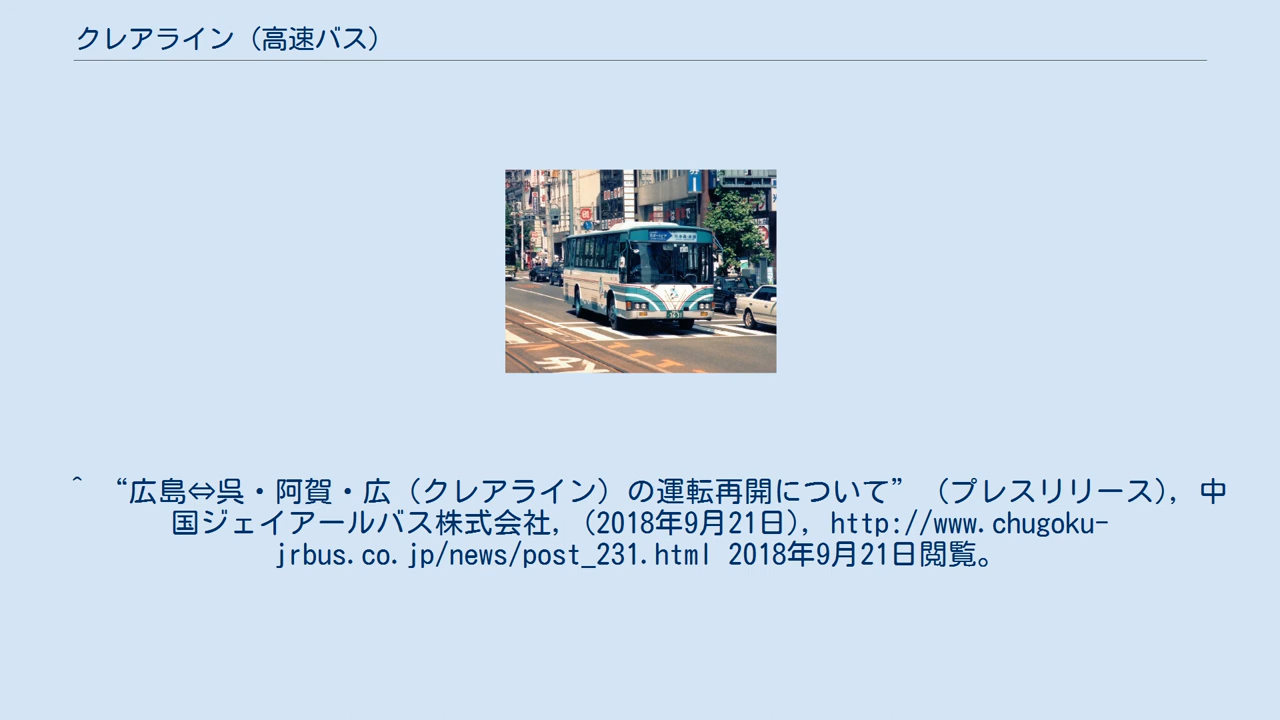 クレアライン（高速バス）
^ “広島⇔呉・阿賀・広（クレアライン）の運転再開について” （プレスリリース）, 中
国ジェイアールバス株式会社, （2018年9月21日）, http://www.chugoku-
jrbus.co.jp/news/post_231.html 2018年9月21日閲覧。